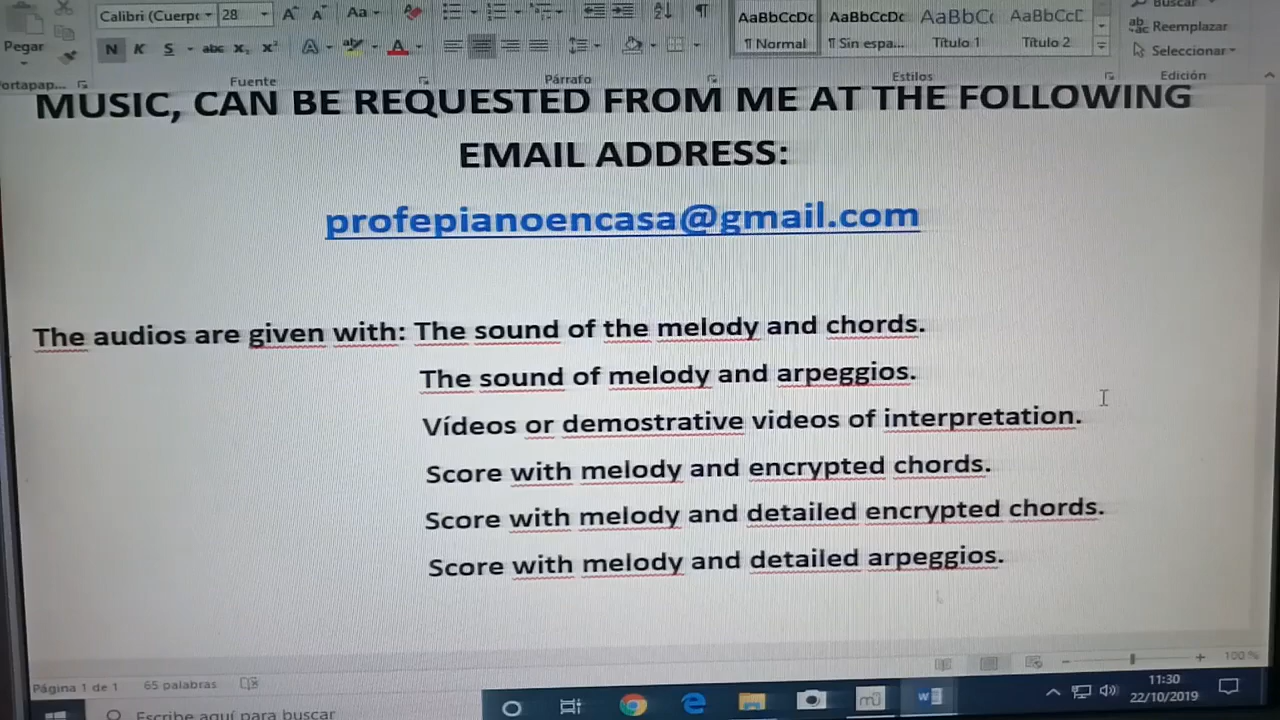 Calibri (Cuerpo 28 Aa
Pegar
N K S abc x₂ x² A A
AaBbCcDc AaBbCcDc AaBbCc AaBbCcD
¶ Normal ¶ Sin espa... Título 1 Título 2
Buscar
Reemplazar
Seleccionar
Portapap... Fuente Párrafo Estilos Edición
MUSIC, CAN BE REQUESTED FROM ME AT THE FOLLOWING
EMAIL ADDRESS:
profepianoencasa@gmail.com
The audios are given with: The sound of the melody and chords.
The sound of melody and arpeggios.
Vídeos or demostrative videos of interpretation.
Score with melody and encrypted chords.
Score with melody and detailed encrypted chords.
Score with melody and detailed arpeggios.
Página 1 de 1 65 palabras 100 %
Escribe aquí para buscar
11:30
22/10/2019